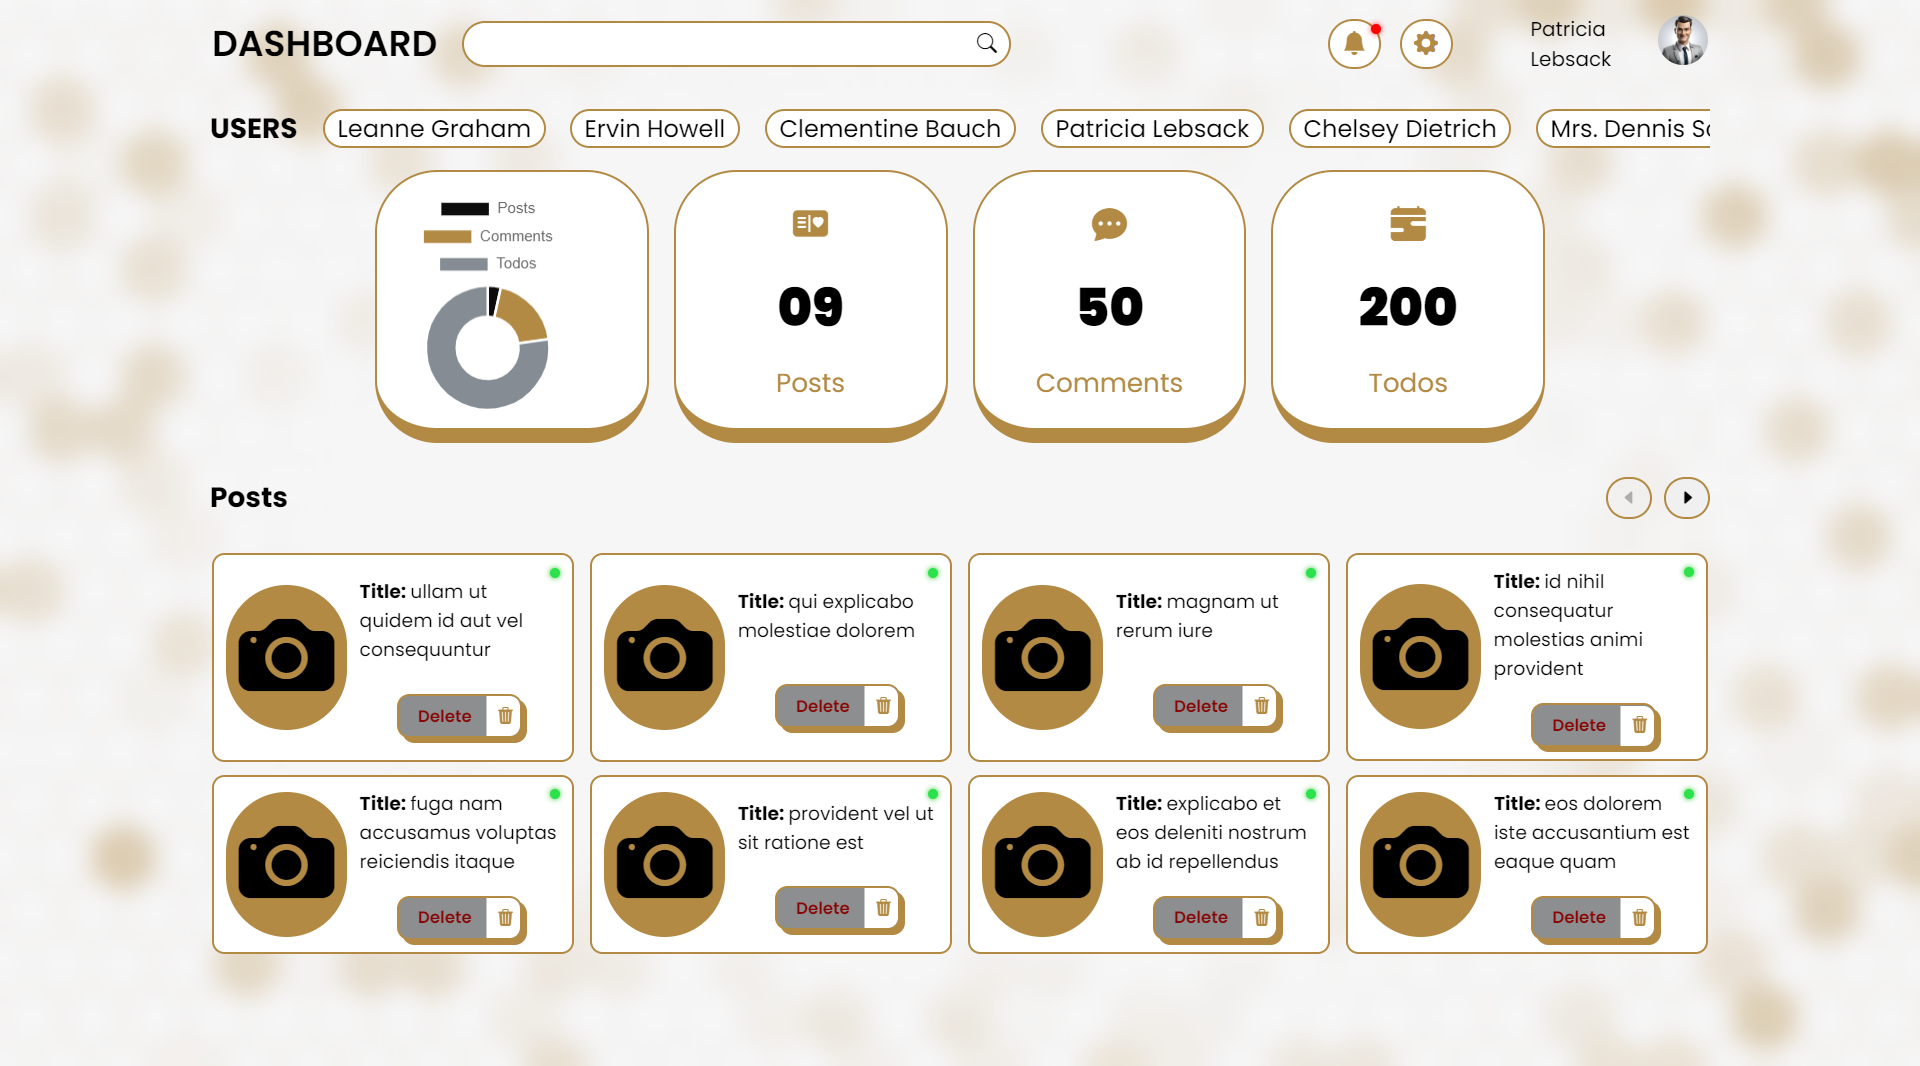 DASHBOARD
Patricia
Lebsack
USERS
Leanne Graham
Ervin Howell
Clementine Bauch
Patricia Lebsack
Chelsey Dietrich
Mrs. Dennis
Posts
Comments
Todos
09
Posts
50
Comments
200
Todos
Posts
Title: ullam ut
quidem id aut vel
consequuntur
Delete
Title: qui explicabo
molestiae dolorem
Delete
Title: magnam ut
rerum iure
Delete
Title: id nihil
consequatur
molestias animi
provident
Delete
Title: fuga nam
accusamus voluptas
reiciendis itaque
Delete
Title: provident vel ut
sit ratione est
Delete
Title: explicabo et
eos deleniti nostrum
ab id repellendus
Delete
Title: eos dolorem
iste accusantium est
eaque quam
Delete